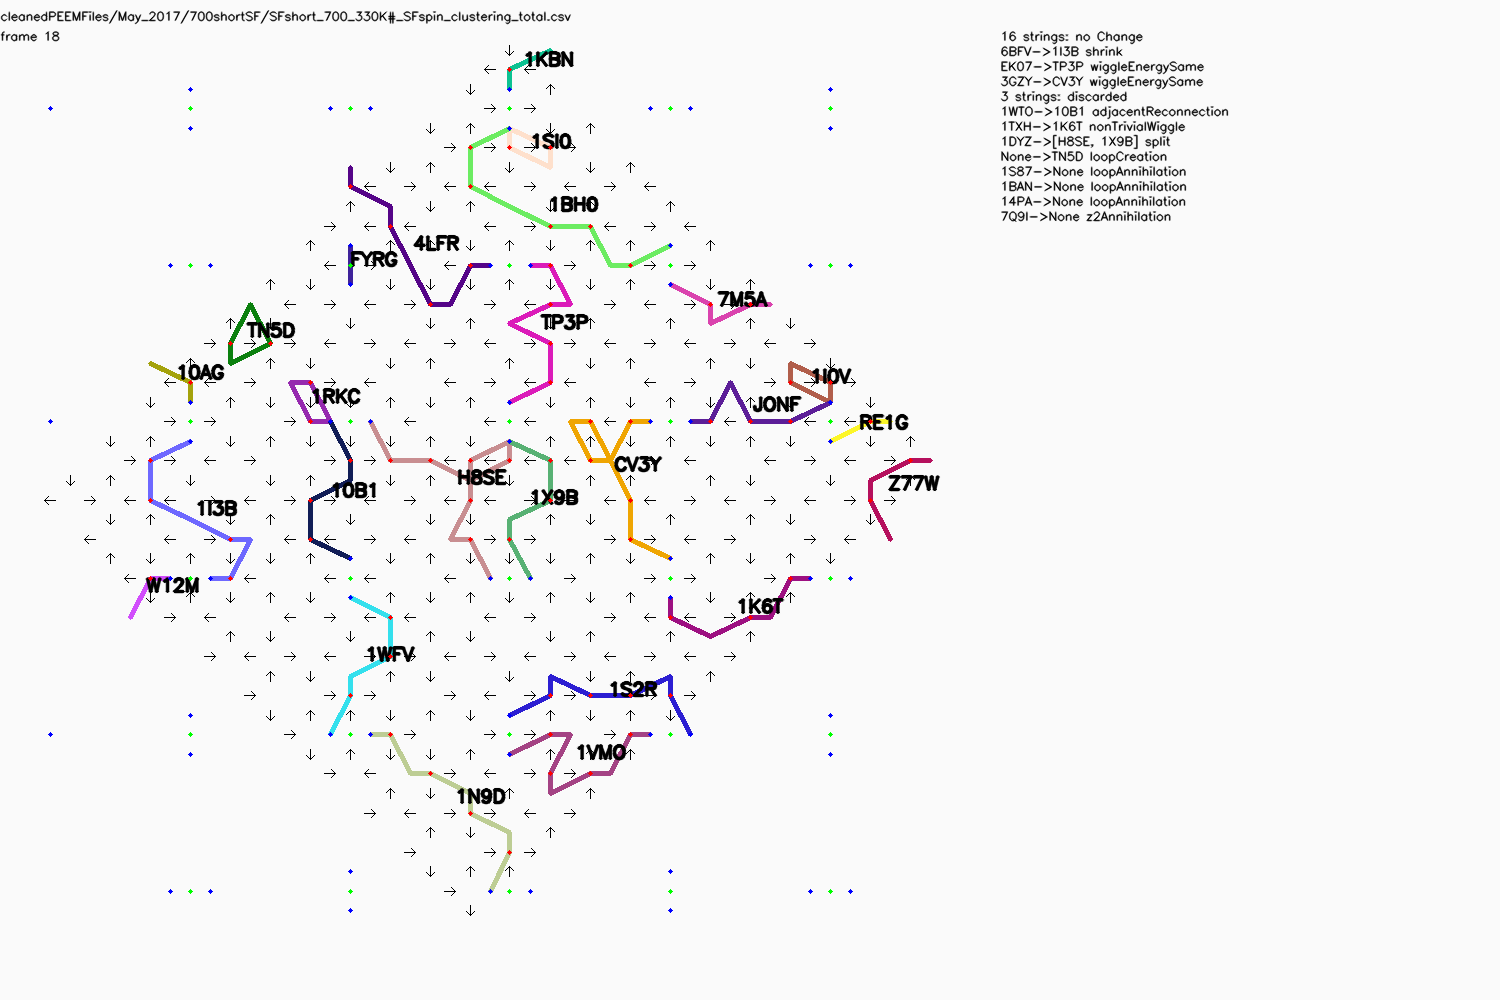 cleanedPEEMFiles/May_2017/700shortSF/SFshort_700_330K#_SFspin_clustering_total.csv
frame 18
16 strings: no Change
6BFV->1I3B shrink
EK07->TP3P wiggleEnergySame
3GZY->CV3Y wiggleEnergySame
3 strings: discarded
1WTO->10B1 adjacentReconnection
1TXH->1K6T nonTrivialWiggle
1DYZ->[H8SE, 1X9B] split
None->TN5D loopCreation
1S87->None loopAnnihilation
1BAN->None loopAnnihilation
14PA->None loopAnnihilation
7Q9I->None z2Annihilation
1KBN
1SI0
1BH0
4LFR
FYRG
7M5A
TP3P
TN5D
10AG
1I0V
1RKC
JONF
RE1G
CV3Y
H8SE
Z77W
10B1
1X9B
1I3B
W12M
1K6T
1WFV
1S2R
1VMO
1N9D